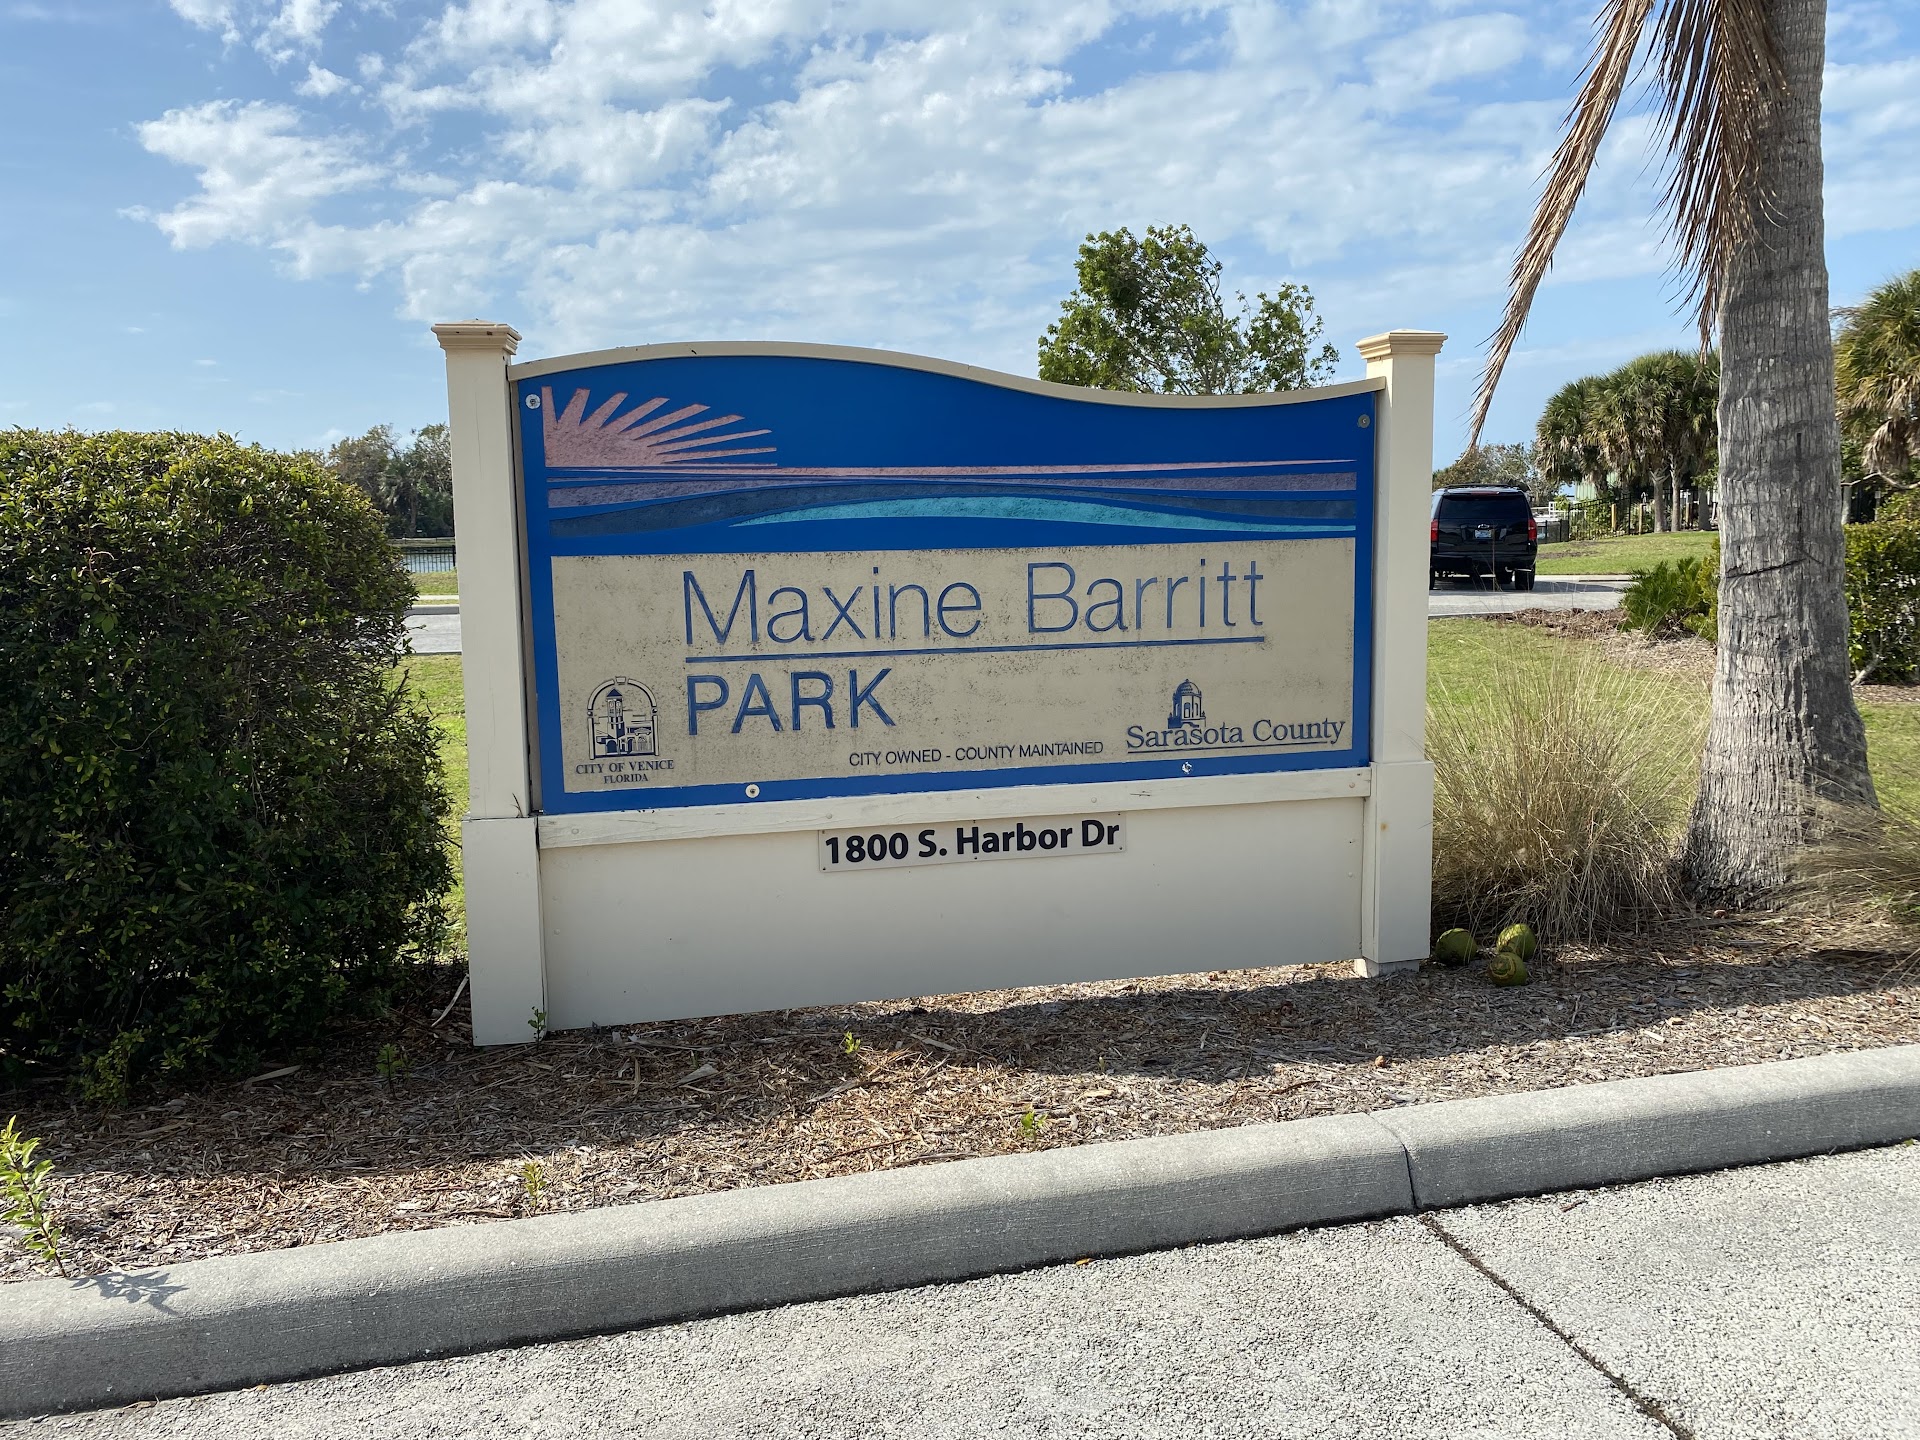 Maxine Barritt
PARK
CITY OF VENICE
FLORIDA
CITY OWNED - COUNTY MAINTAINED
Sarasota County
1800 S. Harbor Dr